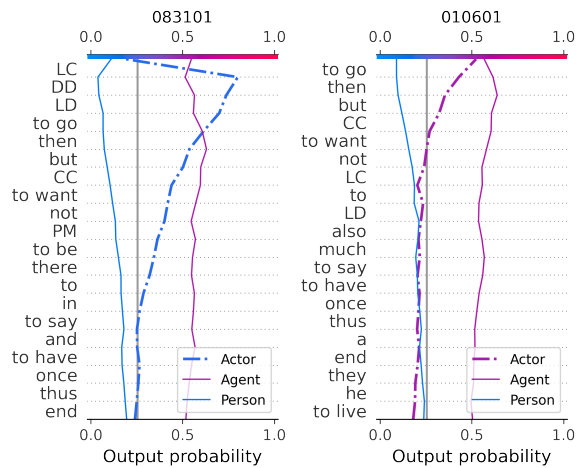 083101
0.0 0.5 1.0
LC
DD
LD
to go
then
but
CC
to want
not
PM
to be
there
to
in
to say
and
to have
once
thus
end
Actor
Agent
Person
0.0 0.5 1.0
Output probability
010601
0.0 0.5 1.0
to go
then
but
CC
to want
not
LC
to
LD
also
much
to say
to have
once
thus
a
end
they
he
to live
Actor
Agent
Person
0.0 0.5 1.0
Output probability